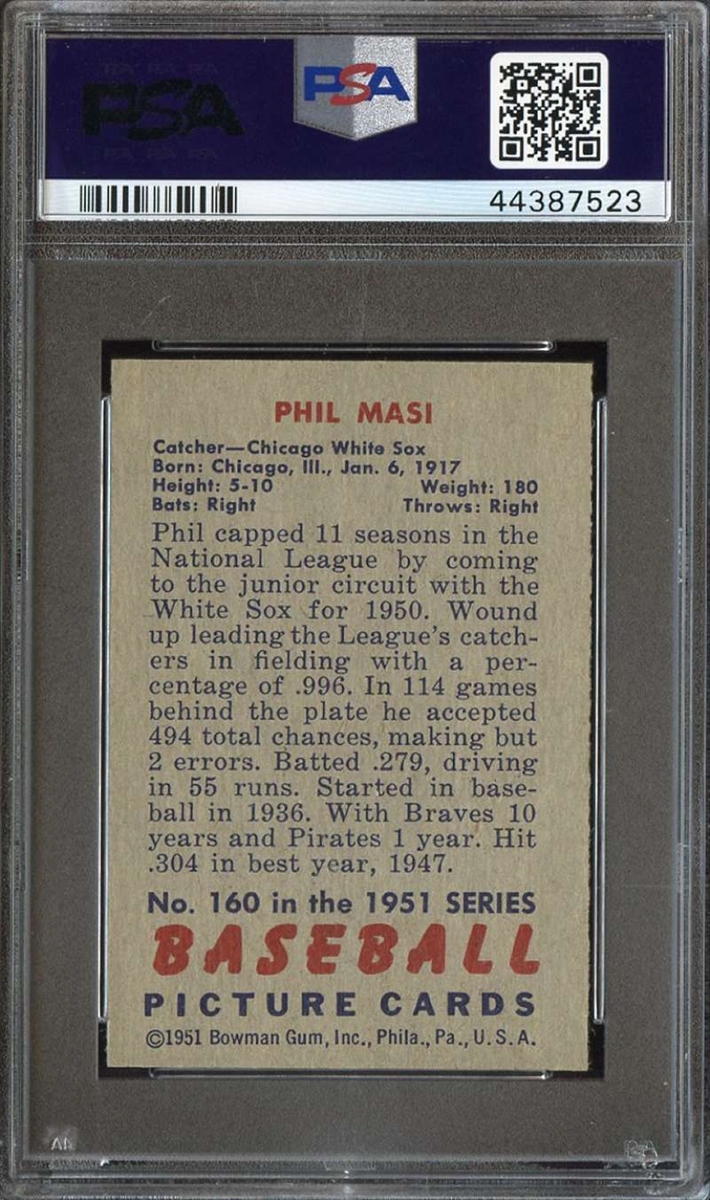 PSA
PSA
44387523
PHIL MASI
Catcher—Chicago White Sox
Born: Chicago, Ill., Jan. 6, 1917
Height: 5-10 Weight: 180
Bats: Right Throws: Right
Phil capped 11 seasons in the
National League by coming
to the junior circuit with the
White Sox for 1950. Wound
up leading the League's catch-
ers in fielding with a per-
centage of .996. In 114 games
behind the plate he accepted
494 total chances, making but
2 errors. Batted .279, driving
in 55 runs. Started in base-
ball in 1936. With Braves 10
years and Pirates 1 year. Hit
.304 in best year, 1947.
No. 160 in the 1951 SERIES
BASEBALL
PICTURE CARDS
©1951 Bowman Gum, Inc., Phila., Pa., U. S. A.